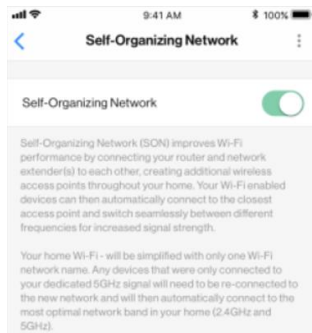 9:41 AM
100%
Self-Organizing Network
Self-Organizing Network
Self-Organizing Network (SON) improves Wi-Fi
performance by connecting your router and network
extender(s) to each other, creating additional wireless
access points throughout your home. Your Wi-Fi enabled
devices can then automatically connect to the closest
access point and switch seamlessly between different
frequencies for increased signal strength.
Your home Wi-Fi - will be simplified with only one Wi-Fi
network name. Any devices that were only connected to
your dedicated 5GHz signal will need to be re-connected to
the new network and will then automatically connect to the
most optimal network band in your home (2.4GHz and
5GHz).